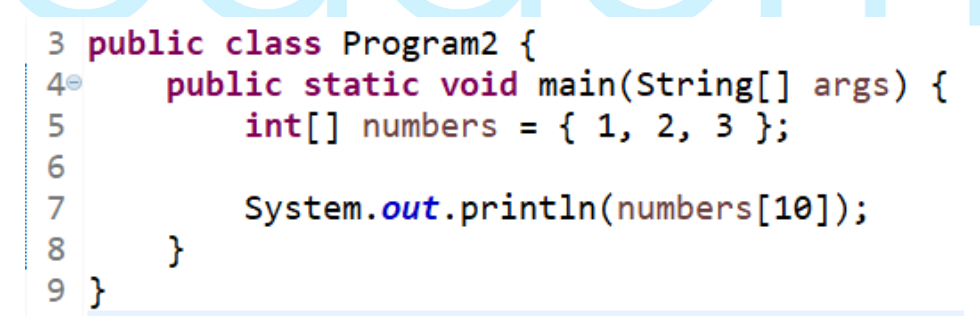 3 public class Program2 {
4 public static void main(String[] args) {
5 int[] numbers = { 1, 2, 3 };
6
7 System.out.println(numbers[10]);
8 }
9 }